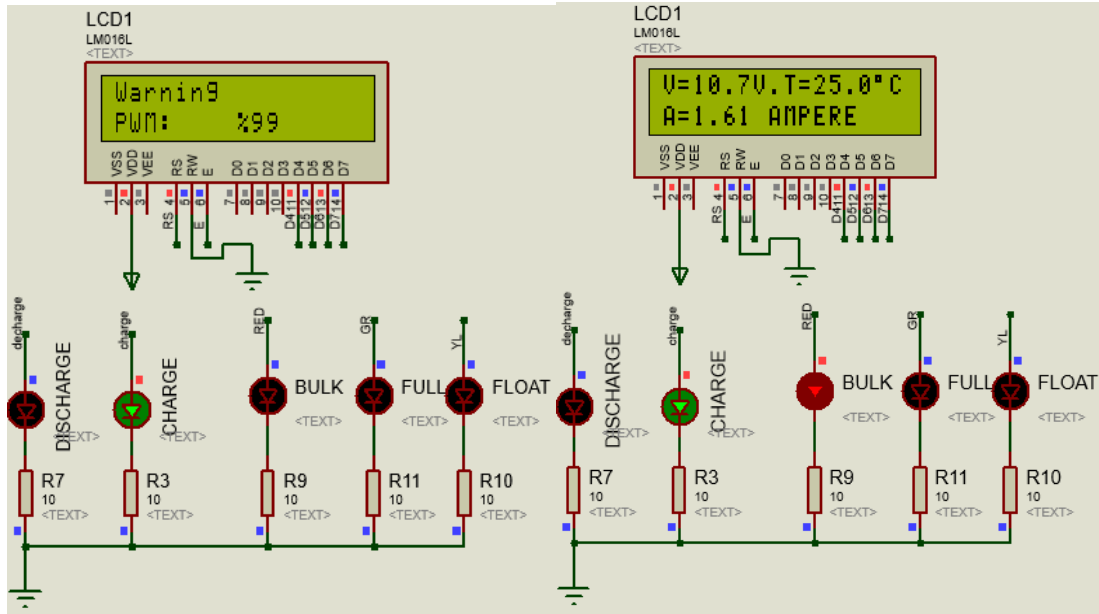 LCD1
LM016L
<TEXT>
Warning
PWM: %99
VSS
VDD
VEE
RS
RW
E
D0
D1
D2
D3
D4
D5
D6
D7
1
2
3
4
5
6
7
8
9
10
11
12
13
14
RS
E
D4
D5
D6
D7
decharge
charge
RED
GR
YL
DISCHARGE
<TEXT>
CHARGE
<TEXT>
BULK
<TEXT>
FULL
<TEXT>
FLOAT
<TEXT>
R7
10
<TEXT>
R3
10
<TEXT>
R9
10
<TEXT>
R11
10
<TEXT>
R10
10
<TEXT>
LCD1
LM016L
<TEXT>
V=10.7V.T=25.0°C
A=1.61 AMPERE
VSS
VDD
VEE
RS
RW
E
D0
D1
D2
D3
D4
D5
D6
D7
1
2
3
4
5
6
7
8
9
10
11
12
13
14
RS
E
D4
D5
D6
D7
decharge
charge
RED
GR
YL
DISCHARGE
<TEXT>
CHARGE
<TEXT>
BULK
<TEXT>
FULL
<TEXT>
FLOAT
<TEXT>
R7
10
<TEXT>
R3
10
<TEXT>
R9
10
<TEXT>
R11
10
<TEXT>
R10
10
<TEXT>